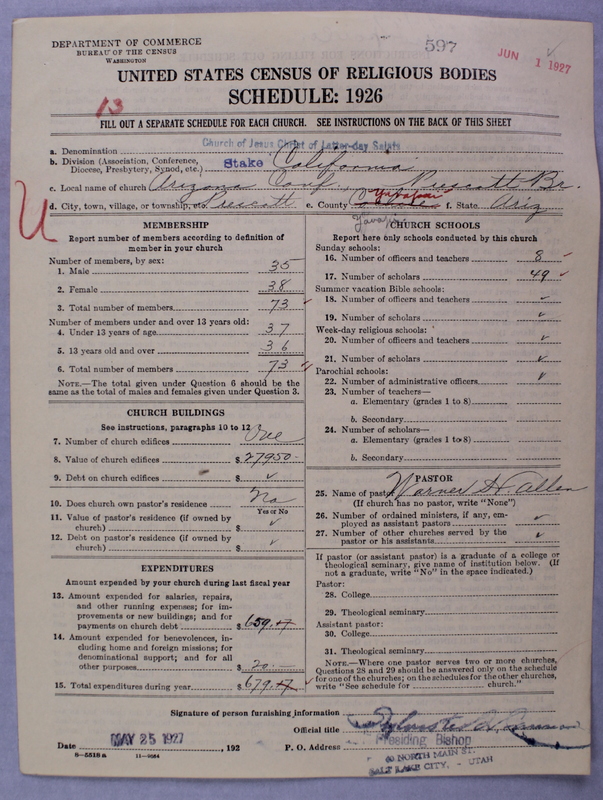 DEPARTMENT OF COMMERCE
BUREAU OF THE CENSUS
WASHINGTON
597
JUN 1 1927
UNITED STATES CENSUS OF RELIGIOUS BODIES
SCHEDULE: 1926
13
FILL OUT A SEPARATE SCHEDULE FOR EACH CHURCH. SEE INSTRUCTIONS ON THE BACK OF THIS SHEET
a. Denomination Church of Jesus Christ of Latter-day Saints
b. Division (Association, Conference, Diocese, Presbytery, Synod, etc.) Stake California
c. Local name of church Arizona Conf., Prescott Br.
d. City, town, village, or township, etc. Prescott e. County Yavapai f. State Ariz
Yavapai
U
MEMBERSHIP
Report number of members according to definition of member in your church
Number of members, by sex:
1. Male 35
2. Female 38
3. Total number of members 73
Number of members under and over 13 years old:
4. Under 13 years of age 37
5. 13 years old and over 36
6. Total number of members 73
NOTE.—The total given under Question 6 should be the same as the total of males and females given under Question 3.
CHURCH BUILDINGS
See instructions, paragraphs 10 to 12
7. Number of church edifices One
8. Value of church edifices $ 27950-
9. Debt on church edifices $ ✓
10. Does church own pastor's residence No
Yes or No
11. Value of pastor's residence (if owned by church) $ ✓
12. Debt on pastor's residence (if owned by church) $ ✓
EXPENDITURES
Amount expended by your church during last fiscal year
13. Amount expended for salaries, repairs, and other running expenses; for improvements or new buildings; and for payments on church debt $ 659.47
14. Amount expended for benevolences, including home and foreign missions; for denominational support; and for all other purposes $ 20.—
15. Total expenditures during year $ 679.47
CHURCH SCHOOLS
Report here only schools conducted by this church
Sunday schools:
16. Number of officers and teachers 8
17. Number of scholars 49
Summer vacation Bible schools:
18. Number of officers and teachers ✓
19. Number of scholars ✓
Week-day religious schools:
20. Number of officers and teachers ✓
21. Number of scholars ✓
Parochial schools:
22. Number of administrative officers ✓
23. Number of teachers—
a. Elementary (grades 1 to 8)
b. Secondary
24. Number of scholars—
a. Elementary (grades 1 to 8)
b. Secondary
PASTOR
25. Name of pastor Warner H Allen
(If church has no pastor, write "None")
26. Number of ordained ministers, if any, employed as assistant pastors ✓
27. Number of other churches served by the pastor or his assistants ✓
If pastor (or assistant pastor) is a graduate of a college or theological seminary, give name of institution below. (If not a graduate, write "No" in the space indicated.)
Pastor:
28. College
29. Theological seminary
Assistant pastor:
30. College
31. Theological seminary
NOTE.—Where one pastor serves two or more churches, Questions 28 and 29 should be answered only on the schedule for one of the churches; on the schedules for the other churches, write "See schedule for church."
Signature of person furnishing information
Official title Presiding Bishop
Date MAY 25 1927, 192 P. O. Address 40 NORTH MAIN ST.
SALT LAKE CITY, - UTAH
6—5518 a 11—9564